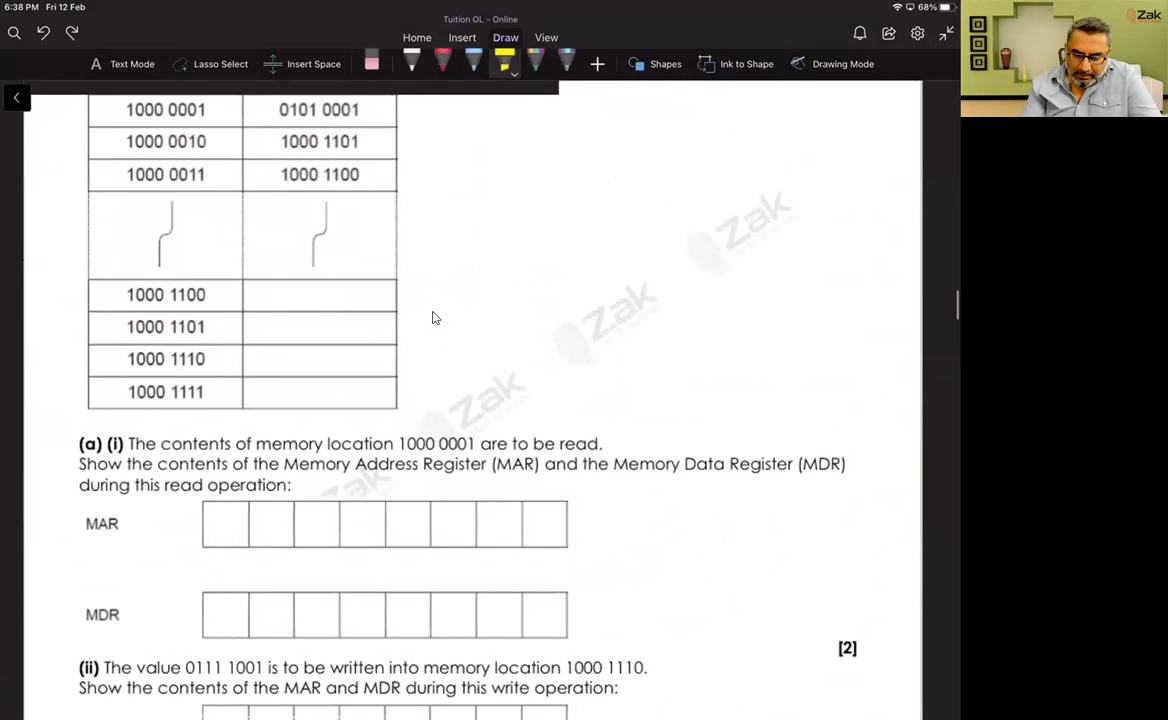 6:38 PM Fri 12 Feb
68%
Tuition OL - Online
Home Insert Draw View
Text Mode Lasso Select Insert Space Shapes Ink to Shape Drawing Mode
Zak
1000 0001 0101 0001
1000 0010 1000 1101
1000 0011 1000 1100
1000 1100
1000 1101
1000 1110
1000 1111
Zak
Zak
Zak
(a) (i) The contents of memory location 1000 0001 are to be read.
Show the contents of the Memory Address Register (MAR) and the Memory Data Register (MDR)
during this read operation:
MAR
MDR
[2]
(ii) The value 0111 1001 is to be written into memory location 1000 1110.
Show the contents of the MAR and MDR during this write operation: